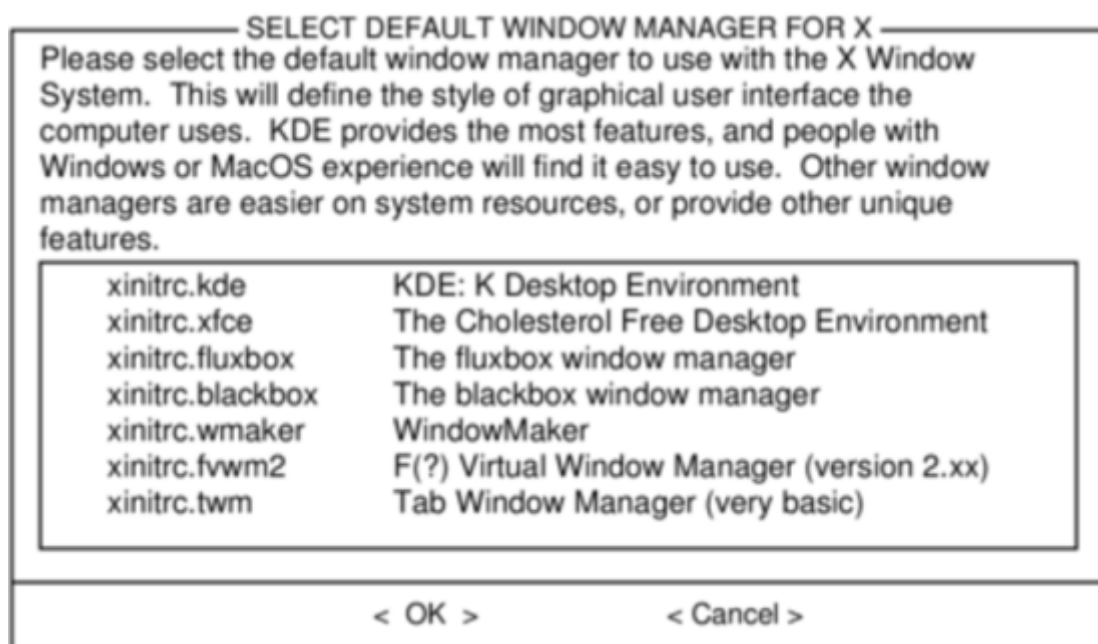 SELECT DEFAULT WINDOW MANAGER FOR X
Please select the default window manager to use with the X Window
System. This will define the style of graphical user interface the
computer uses. KDE provides the most features, and people with
Windows or MacOS experience will find it easy to use. Other window
managers are easier on system resources, or provide other unique
features.
xinitrc.kde KDE: K Desktop Environment
xinitrc.xfce The Cholesterol Free Desktop Environment
xinitrc.fluxbox The fluxbox window manager
xinitrc.blackbox The blackbox window manager
xinitrc.wmaker WindowMaker
xinitrc.fvwm2 F(?) Virtual Window Manager (version 2.xx)
xinitrc.twm Tab Window Manager (very basic)
< OK > < Cancel >